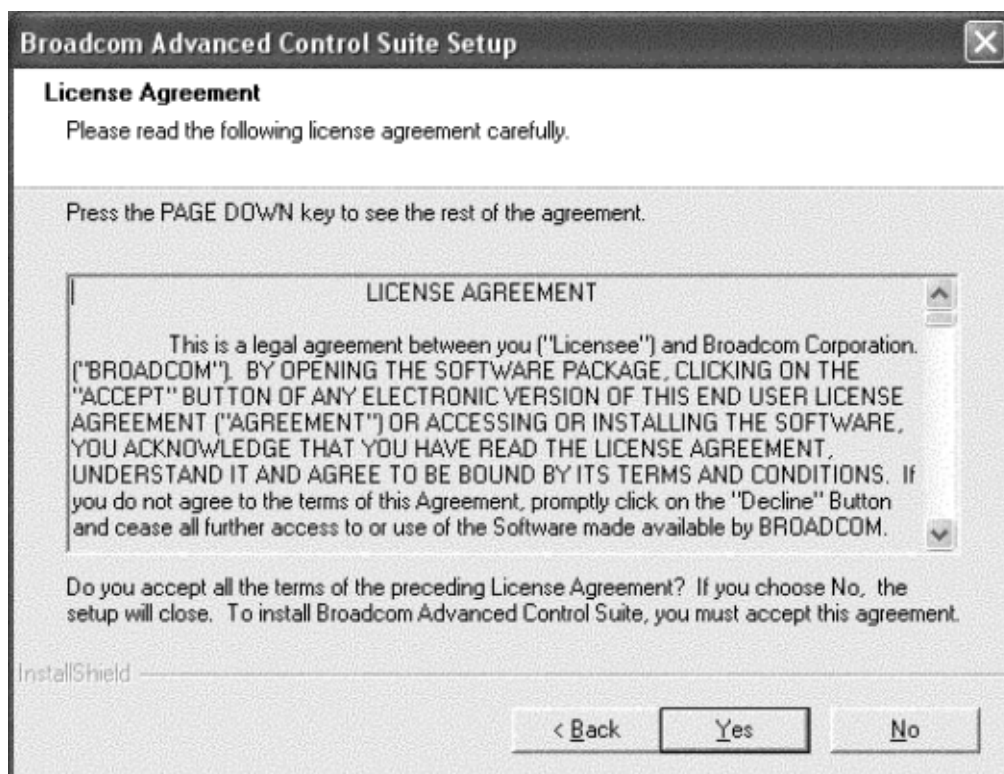 Broadcom Advanced Control Suite Setup
License Agreement
Please read the following license agreement carefully.
Press the PAGE DOWN key to see the rest of the agreement.
LICENSE AGREEMENT
This is a legal agreement between you ("Licensee") and Broadcom Corporation.
("BROADCOM"). BY OPENING THE SOFTWARE PACKAGE, CLICKING ON THE
"ACCEPT" BUTTON OF ANY ELECTRONIC VERSION OF THIS END USER LICENSE
AGREEMENT ("AGREEMENT") OR ACCESSING OR INSTALLING THE SOFTWARE,
YOU ACKNOWLEDGE THAT YOU HAVE READ THE LICENSE AGREEMENT,
UNDERSTAND IT AND AGREE TO BE BOUND BY ITS TERMS AND CONDITIONS. If
you do not agree to the terms of this Agreement, promptly click on the "Decline" Button
and cease all further access to or use of the Software made available by BROADCOM.
Do you accept all the terms of the preceding License Agreement? If you choose No, the
setup will close. To install Broadcom Advanced Control Suite, you must accept this agreement.
InstallShield
< Back Yes No